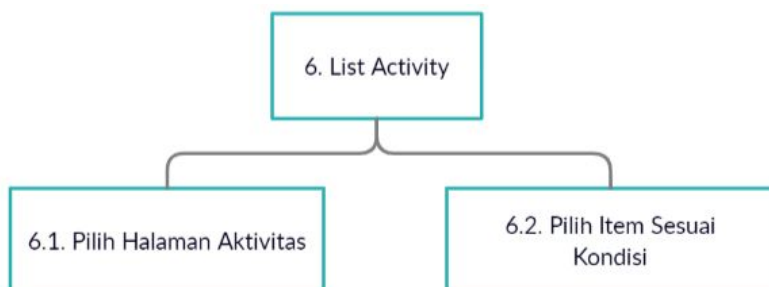 6. List Activity
6.1. Pilih Halaman Aktivitas
6.2. Pilih Item Sesuai
Kondisi